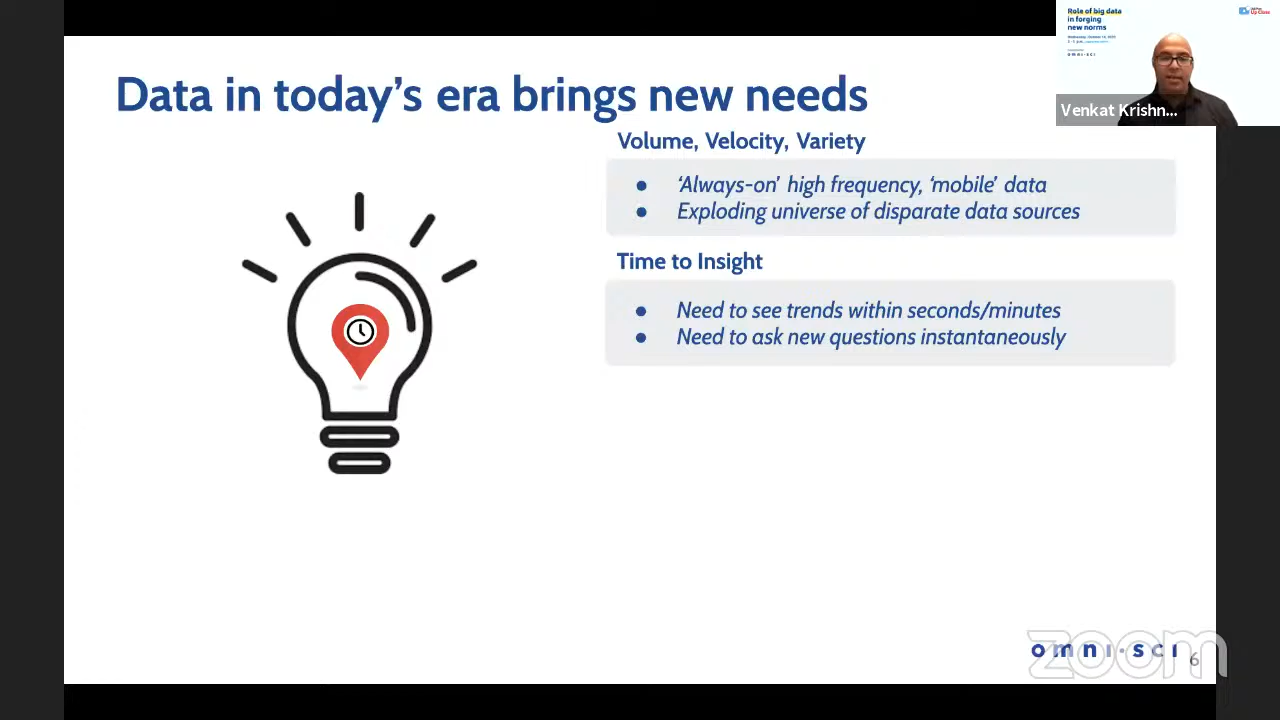 Data in today's era brings new needs
Volume, Velocity, Variety
● 'Always-on' high frequency, 'mobile' data
● Exploding universe of disparate data sources
Time to Insight
● Need to see trends within seconds/minutes
● Need to ask new questions instantaneously
Role of big data
in forging
new norms
omni·sci
Venkat Krishn...
omni·sci
zoom
6